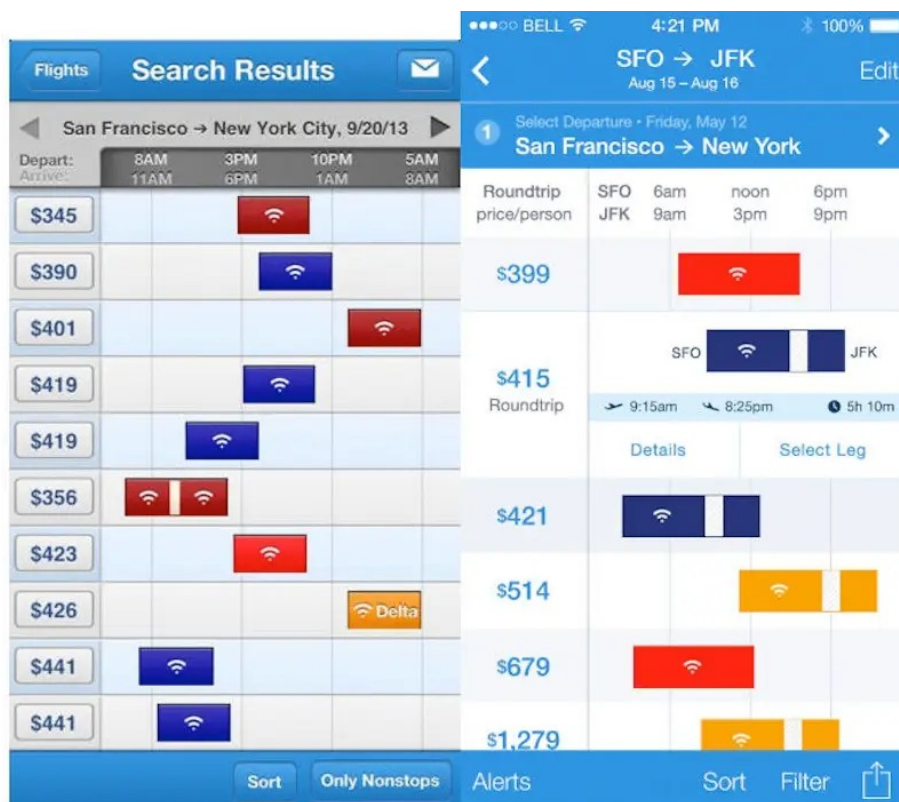 Flights
Search Results
San Francisco → New York City, 9/20/13
Depart: 8AM 3PM 10PM 5AM
Arrive: 11AM 6PM 1AM 8AM
$345
$390
$401
$419
$419
$356
$423
$426 Delta
$441
$441
Sort
Only Nonstops
BELL 4:21 PM 100%
SFO → JFK
Edit
Aug 15 – Aug 16
1 Select Departure • Friday, May 12
San Francisco → New York
Roundtrip SFO 6am noon 6pm
price/person JFK 9am 3pm 9pm
$399
SFO JFK
$415
Roundtrip
9:15am 8:25pm 5h 10m
Details Select Leg
$421
$514
$679
$1,279
Alerts Sort Filter